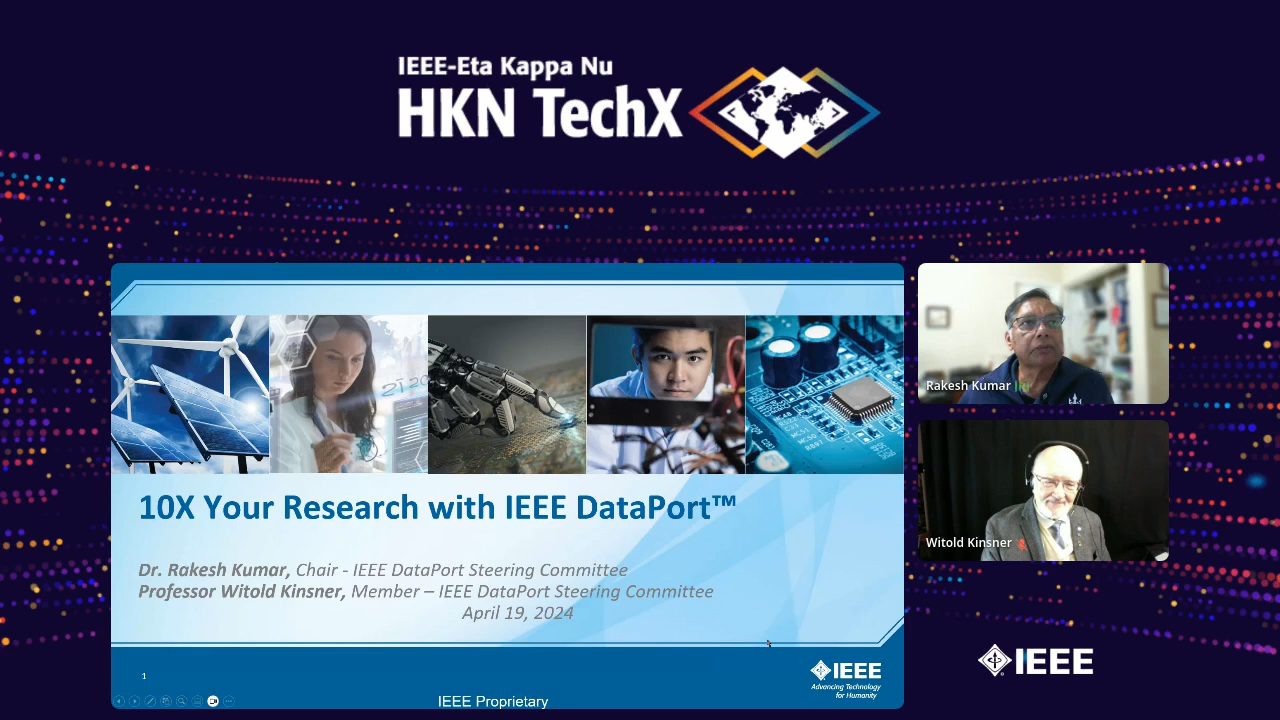 IEEE-Eta Kappa Nu
HKN TechX
10X Your Research with IEEE DataPort™
Dr. Rakesh Kumar, Chair - IEEE DataPort Steering Committee
Professor Witold Kinsner, Member – IEEE DataPort Steering Committee
April 19, 2024
1
IEEE
Advancing Technology
for Humanity
IEEE Proprietary
Rakesh Kumar
Witold Kinsner
IEEE